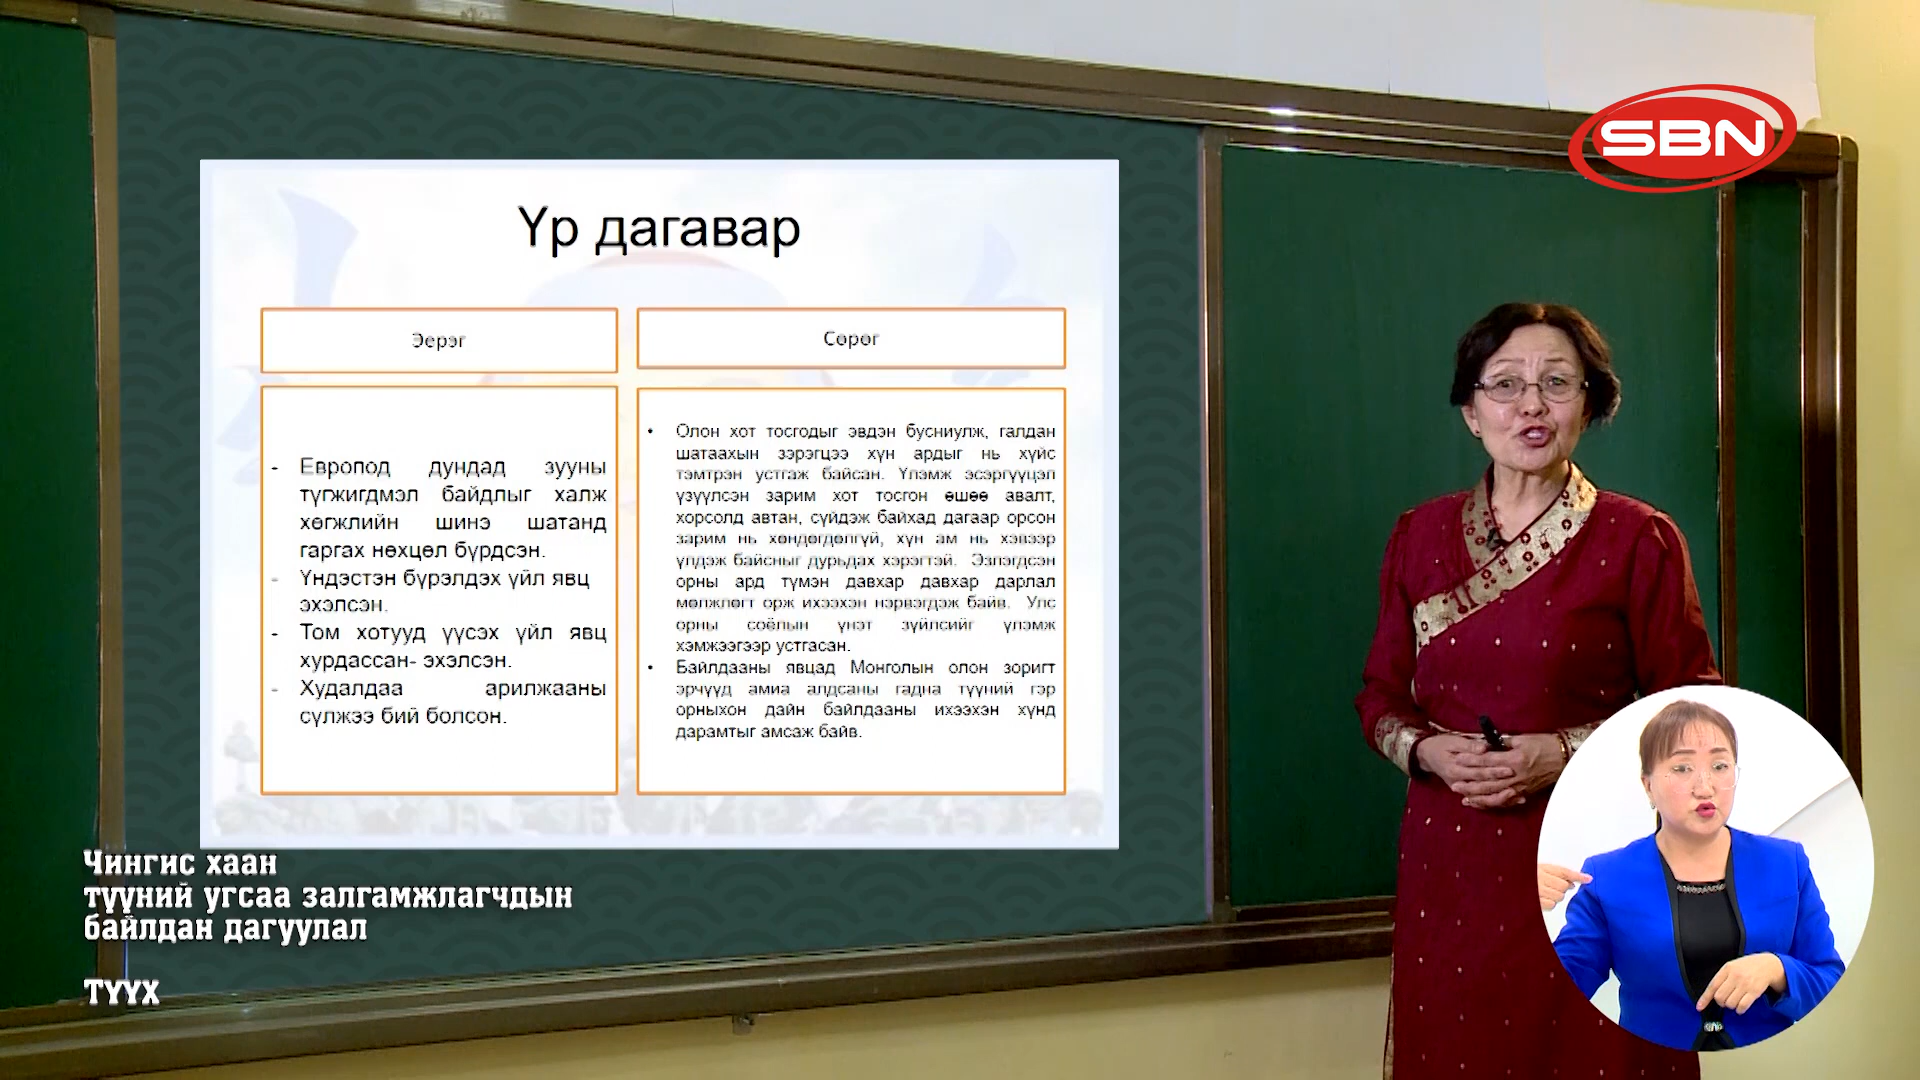 SBN
Үр дагавар
Эерэг
- Европод дундад зууны
түгжигдмэл байдлыг халж
хөгжлийн шинэ шатанд
гаргах нөхцөл бүрдсэн.
- Үндэстэн бүрэлдэх үйл явц
эхэлсэн.
- Том хотууд үүсэх үйл явц
хурдассан- эхэлсэн.
- Худалдаа арилжааны
сүлжээ бий болсон.
Сөрөг
• Олон хот тосгодыг эвдэн бусниулж, галдан
шатаахын зэрэгцээ хүн ардыг нь хүйс
тэмтрэн устгаж байсан. Үлэмж эсэргүүцэл
үзүүлсэн зарим хот тосгон өшөө авалт,
хорсолд автан, сүйдэж байхад дагаар орсон
зарим нь хөндөгдөлгүй, хүн ам нь хэвээр
үлдэж байсныг дурьдах хэрэгтэй. Эзлэгдсэн
орны ард түмэн давхар давхар дарлал
мөлжлөгт орж ихээхэн нэрвэгдэж байв. Улс
орны соёлын үнэт зүйлсийг үлэмж
хэмжээгээр устгасан.
• Байлдааны явцад Монголын олон зоригт
эрчүүд амиа алдсаны гадна түүний гэр
орныхон дайн байлдааны ихээхэн хүнд
дарамтыг амсаж байв.
Чингис хаан
түүний угсаа залгамжлагчдын
байлдан дагуулал
ТҮҮХ